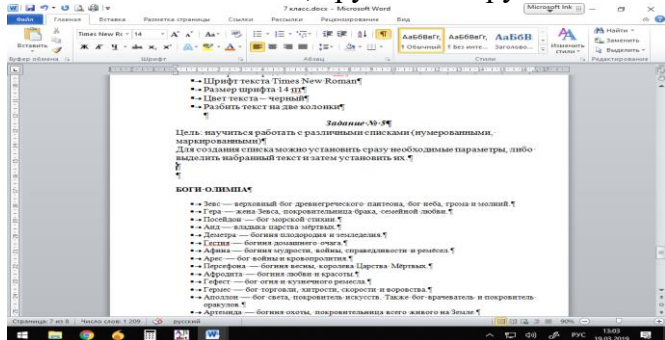 7 класс.docx - Microsoft Word
Microsoft Ink
Файл Главная Вставка Разметка страницы Ссылки Рассылки Рецензирование Вид
Times New Ro 14
Вставить
Ж К Ч
АаБбВвГг, АаБбВвГг, АаБбВ
1 Обычный 1 Без инте... Заголово...
Изменить стили
Найти
Заменить
Выделить
Буфер обмена Шрифт Абзац Стили Редактирование
Шрифт текста Times New Roman
Размер шрифта 14 пт
Цвет текста – черный
Разбить текст на две колонки
Задание № 5
Цель: научиться работать с различными списками (нумерованными,
маркированными)
Для создания списка можно установить сразу необходимые параметры, либо
выделить набранный текст и затем установить их.
БОГИ ОЛИМПА
Зевс — верховный бог древнегреческого пантеона, бог неба, грома и молний.
Гера — жена Зевса, покровительница брака, семейной любви.
Посейдон — бог морской стихии.
Аид — владыка царства мёртвых.
Деметра — богиня плодородия и земледелия.
Гестия — богиня домашнего очага.
Афина — богиня мудрости, войны, справедливости и ремёсел.
Арес — бог войны и кровопролития.
Персефона — богиня весны, королева Царства Мёртвых.
Афродита — богиня любви и красоты.
Гефест — бог огня и кузнечного ремесла.
Гермес — бог торговли, хитрости, скорости и воровства.
Аполлон — бог света, покровитель искусств. Также бог-врачеватель и покровитель
оракулов.
Артемида — богиня охоты, покровительница всего живого на Земле.
Страница: 7 из 8 Число слов: 1 209 русский 90%
РУС 13:03
19.03.2019